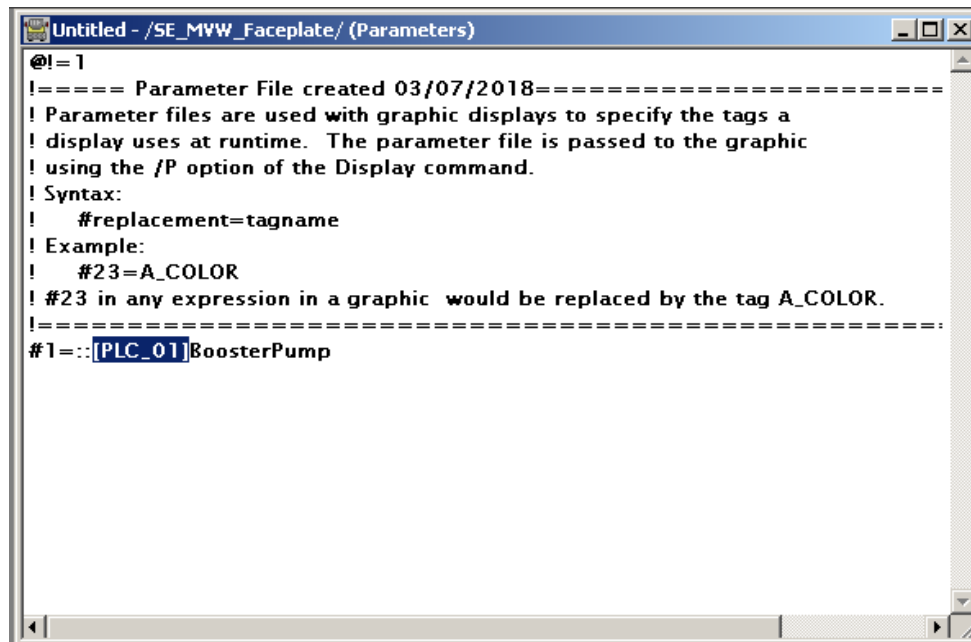 Untitled - /SE_MVW_Faceplate/ (Parameters)
@!=1
!===== Parameter File created 03/07/2018=======================
! Parameter files are used with graphic displays to specify the tags a
! display uses at runtime.  The parameter file is passed to the graphic
! using the /P option of the Display command.
! Syntax:
!    #replacement=tagname
! Example:
!    #23=A_COLOR
! #23 in any expression in a graphic  would be replaced by the tag A_COLOR.
!===================================================
#1=::[PLC_01]BoosterPump